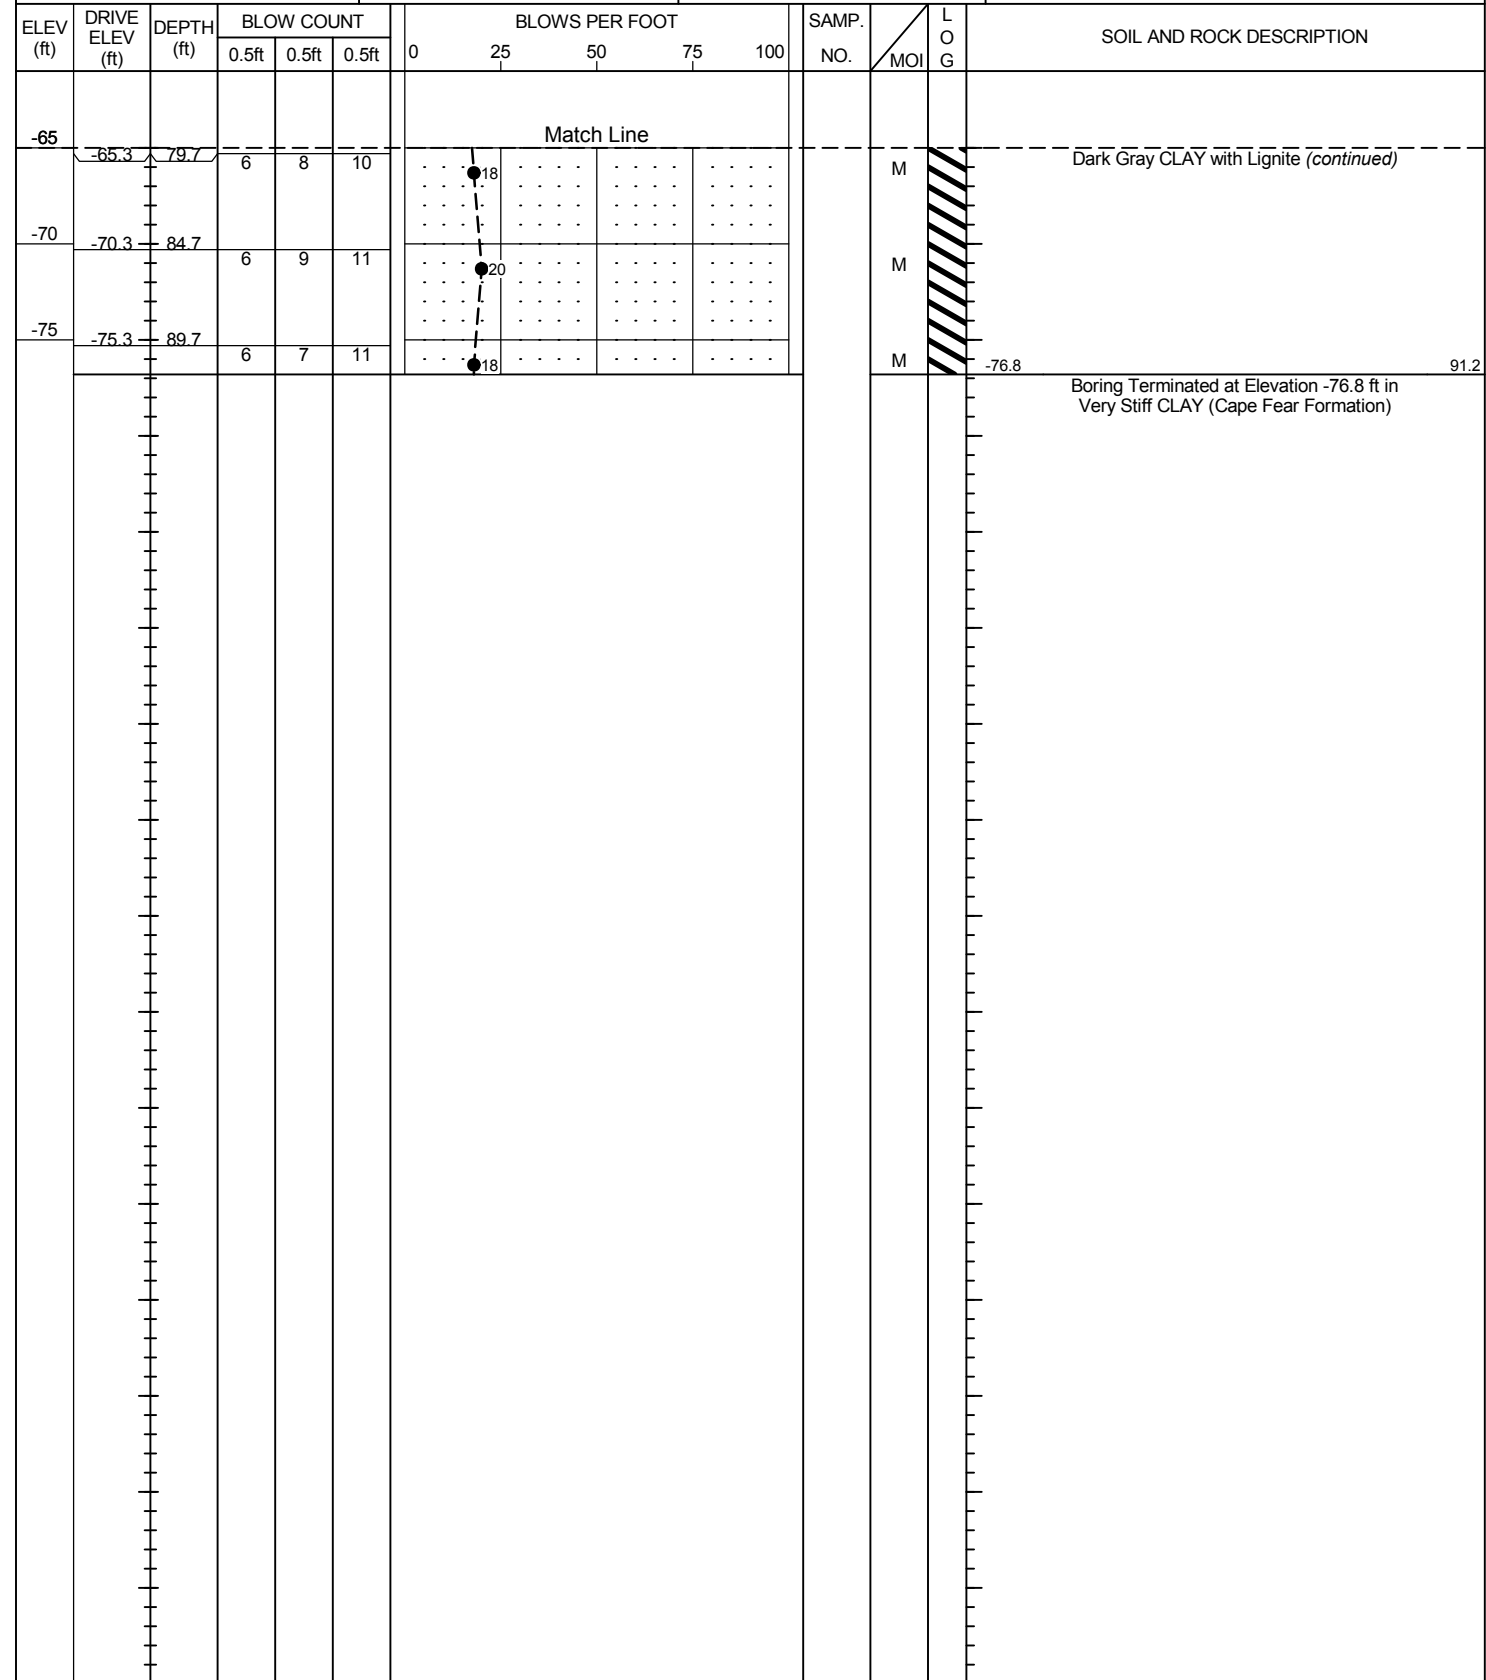 ELEV (ft) DRIVE ELEV (ft) DEPTH (ft) BLOW COUNT BLOWS PER FOOT SAMP. NO. MOI LOG SOIL AND ROCK DESCRIPTION
0.5ft 0.5ft 0.5ft 0 25 50 75 100
-65 Match Line
-65.3 79.7 6 8 10 18 M Dark Gray CLAY with Lignite (continued)
-70
-70.3 84.7 6 9 11 20 M
-75
-75.3 89.7 6 7 11 18 M -76.8 91.2
Boring Terminated at Elevation -76.8 ft in
Very Stiff CLAY (Cape Fear Formation)